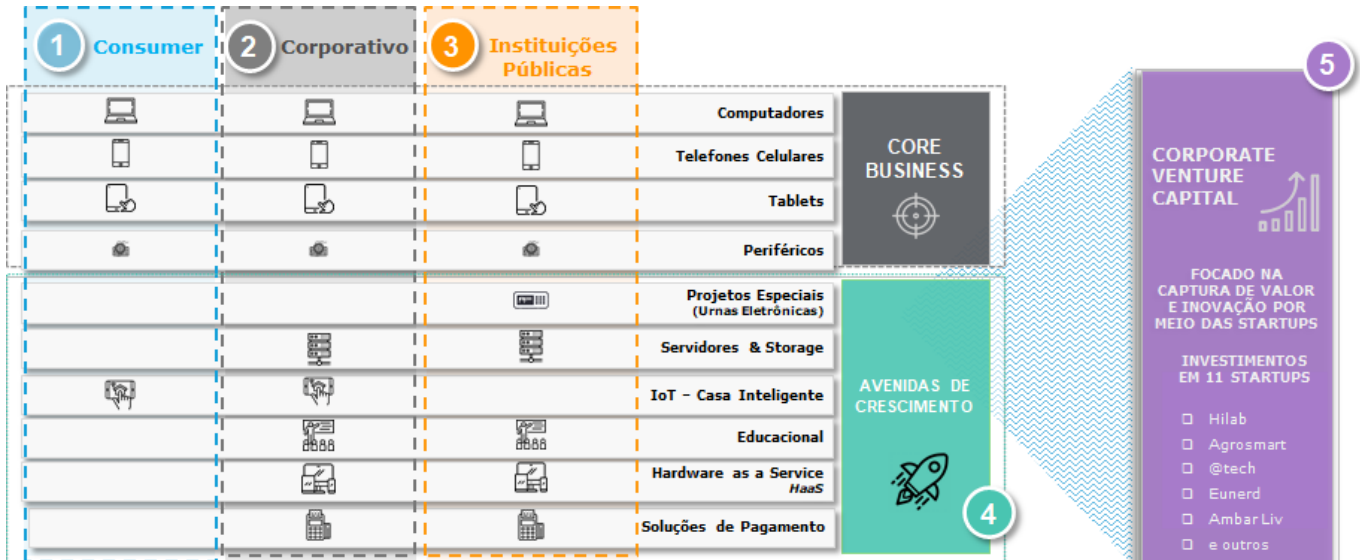 1 Consumer
2 Corporativo
3 Instituições
Públicas
Computadores
Telefones Celulares
Tablets
Periféricos
CORE
BUSINESS
Projetos Especiais
(Urnas Eletrônicas)
Servidores & Storage
IoT – Casa Inteligente
Educacional
Hardware as a Service
HaaS
Soluções de Pagamento
AVENIDAS DE
CRESCIMENTO
4
5
CORPORATE
VENTURE
CAPITAL
FOCADO NA
CAPTURA DE VALOR
E INOVAÇÃO POR
MEIO DAS STARTUPS
INVESTIMENTOS
EM 11 STARTUPS
Hilab
Agrosmart
@tech
Eunerd
Ambar Liv
e outros